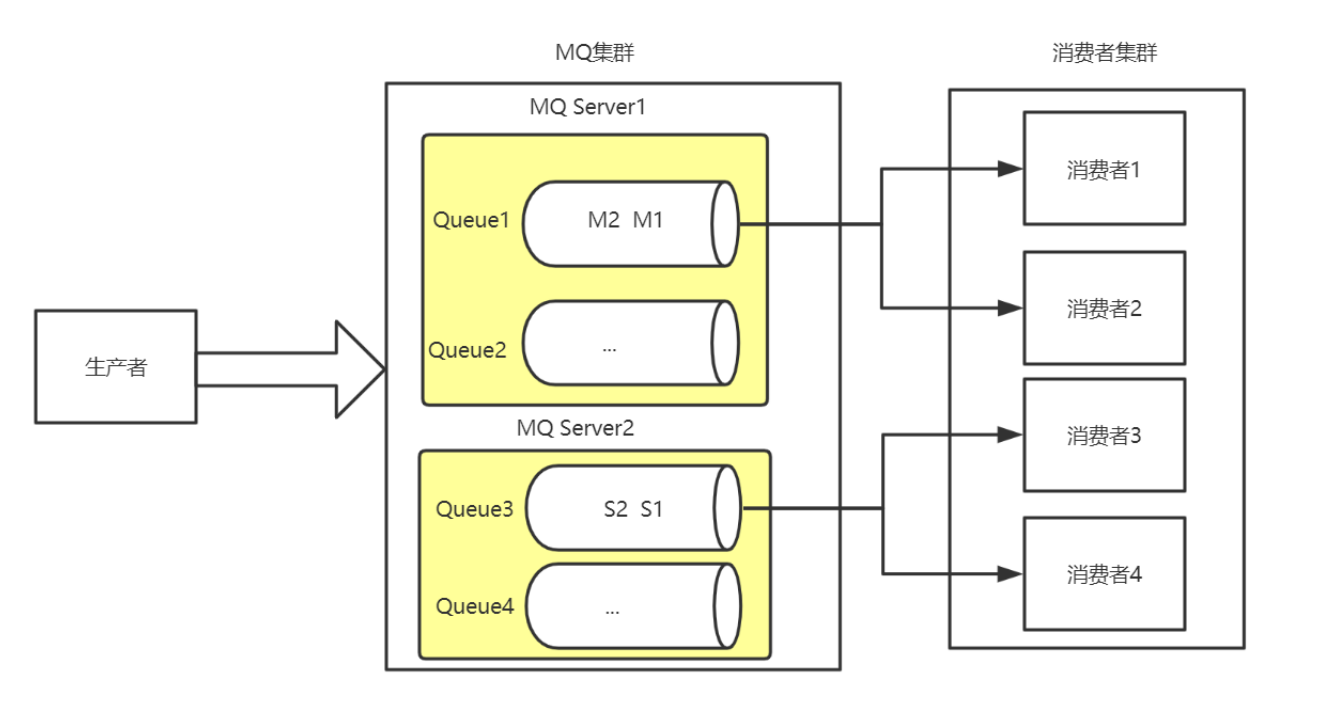 MQ集群
消费者集群
MQ Server1
Queue1
M2 M1
Queue2
...
生产者
MQ Server2
Queue3
S2 S1
Queue4
...
消费者1
消费者2
消费者3
消费者4